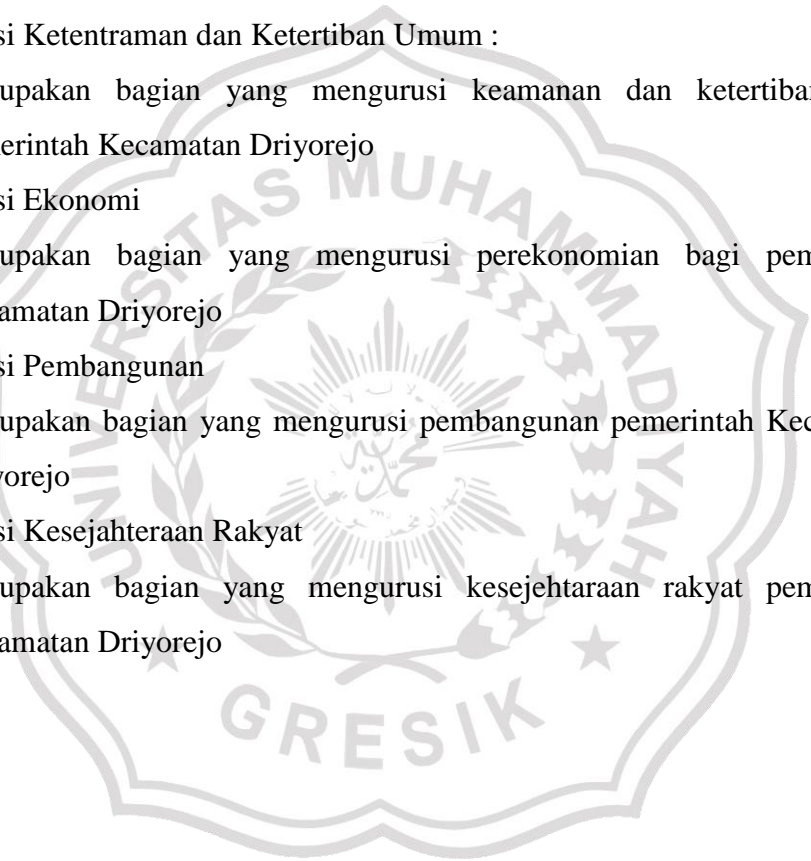 si Ketentraman dan Ketertiban Umum :
upakan bagian yang mengurusi keamanan dan ketertiban
erintah Kecamatan Driyorejo
si Ekonomi
upakan bagian yang mengurusi perekonomian bagi pem
amatan Driyorejo
si Pembangunan
upakan bagian yang mengurusi pembangunan pemerintah Kec
yorejo
si Kesejahteraan Rakyat
upakan bagian yang mengurusi kesejehtaraan rakyat pem
amatan Driyorejo
UNIVERSITAS MUHAMMADIYAH
GRESIK